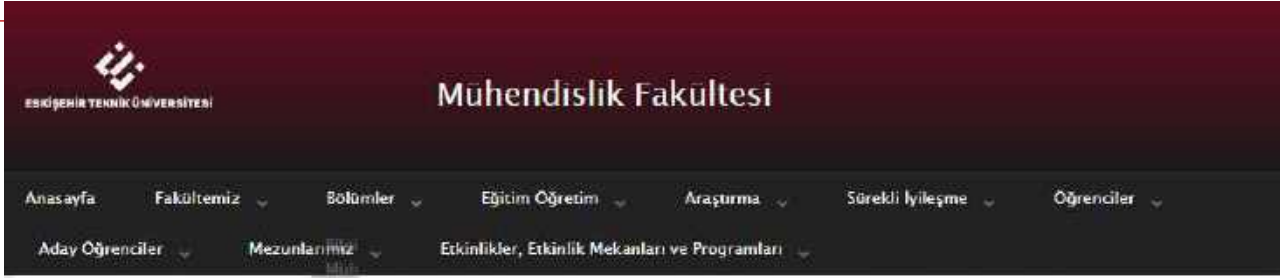 ESKİŞEHİR TEKNİK ÜNİVERSİTESİ
Mühendislik Fakültesi
Anasayfa Fakültemiz Bölümler Eğitim Öğretim Araştırma Sürekli İyileşme Öğrenciler
Aday Öğrenciler Mezunlarımız Etkinlikler, Etkinlik Mekanları ve Programları